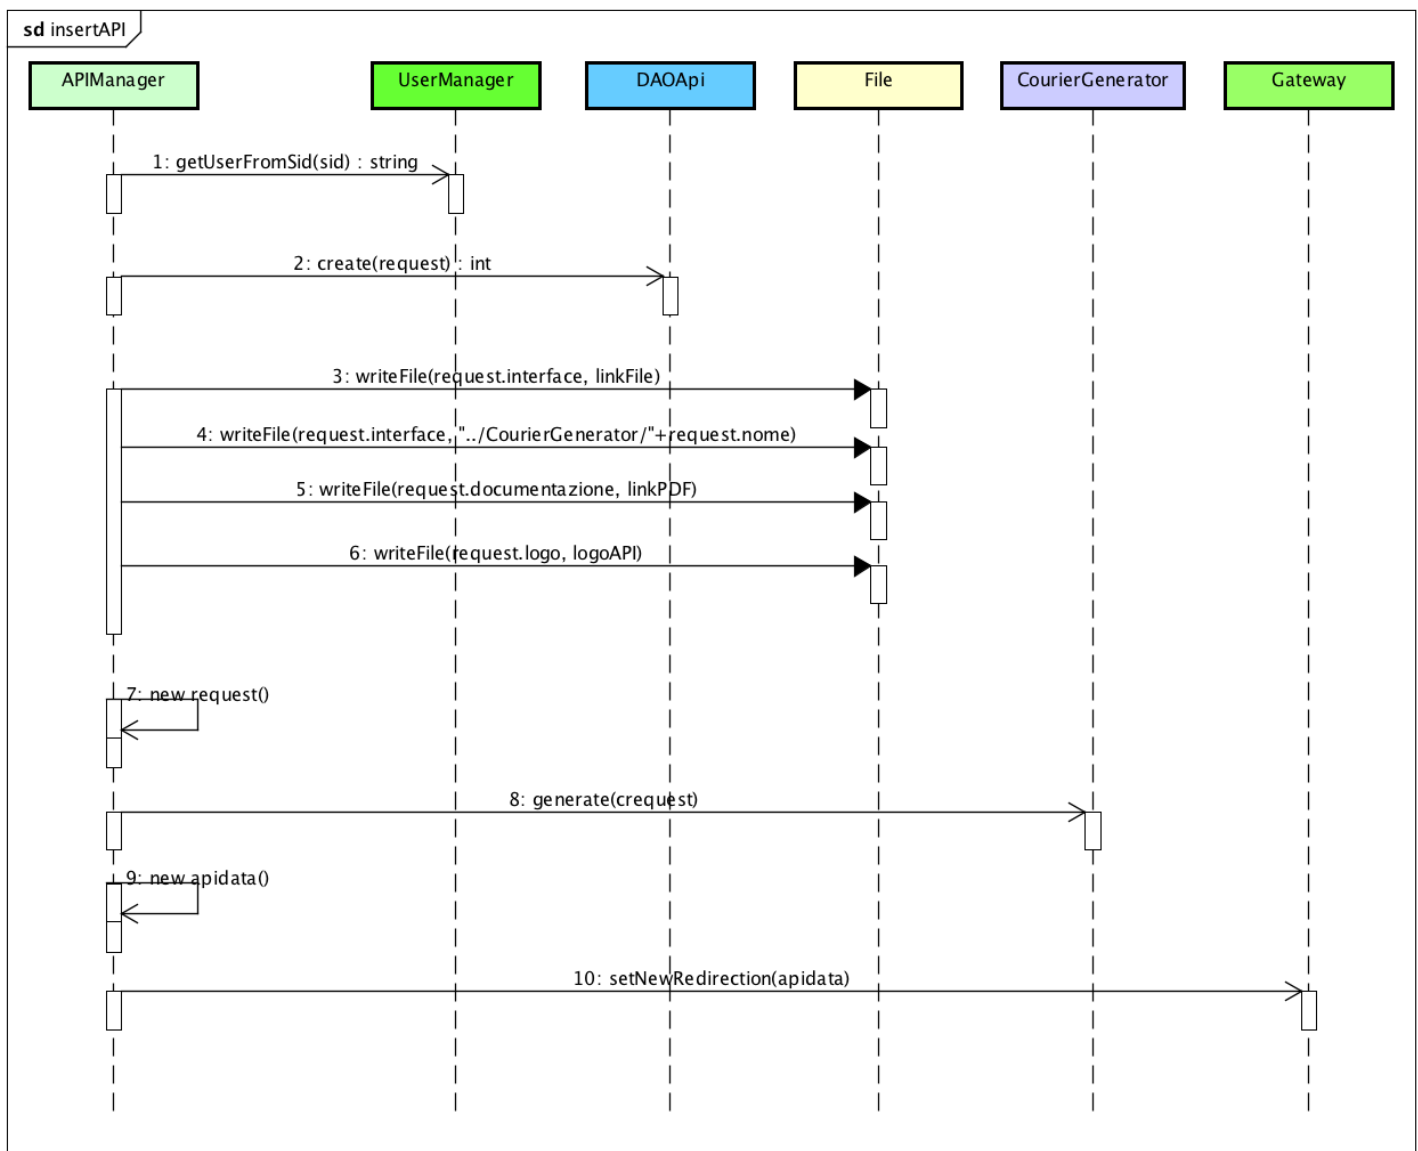 sd insertAPI
APIManager
UserManager
DAOApi
File
CourierGenerator
Gateway
1: getUserFromSid(sid) : string
2: create(request) : int
3: writeFile(request.interface, linkFile)
4: writeFile(request.interface, "../CourierGenerator/"+request.nome)
5: writeFile(request.documentazione, linkPDF)
6: writeFile(request.logo, logoAPI)
7: new request()
8: generate(crequest)
9: new apidata()
10: setNewRedirection(apidata)